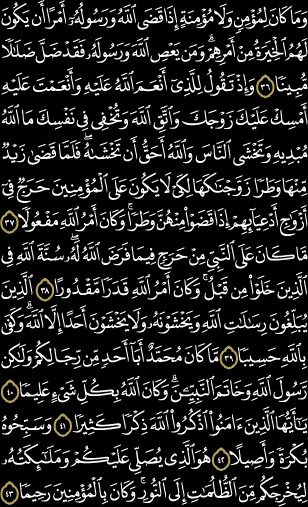 وَمَا كَانَ لِمُؤْمِنٍ وَلَا مُؤْمِنَةٍ إِذَا قَضَى ٱللَّهُ وَرَسُولُهُۥٓ أَمْرًا أَن يَكُونَ
لَهُمُ ٱلْخِيَرَةُ مِنْ أَمْرِهِمْ ۗ وَمَن يَعْصِ ٱللَّهَ وَرَسُولَهُۥ فَقَدْ ضَلَّ ضَلَٰلًا
مُّبِينًا ٣٦ وَإِذْ تَقُولُ لِلَّذِىٓ أَنْعَمَ ٱللَّهُ عَلَيْهِ وَأَنْعَمْتَ عَلَيْهِ
أَمْسِكْ عَلَيْكَ زَوْجَكَ وَٱتَّقِ ٱللَّهَ وَتُخْفِى فِى نَفْسِكَ مَا ٱللَّهُ
مُبْدِيهِ وَتَخْشَى ٱلنَّاسَ وَٱللَّهُ أَحَقُّ أَن تَخْشَىٰهُ ۖ فَلَمَّا قَضَىٰ زَيْدٌ
مِّنْهَا وَطَرًا زَوَّجْنَٰكَهَا لِكَىْ لَا يَكُونَ عَلَى ٱلْمُؤْمِنِينَ حَرَجٌ فِىٓ
أَزْوَٰجِ أَدْعِيَآئِهِمْ إِذَا قَضَوْا۟ مِنْهُنَّ وَطَرًا ۚ وَكَانَ أَمْرُ ٱللَّهِ مَفْعُولًا ٣٧
مَّا كَانَ عَلَى ٱلنَّبِىِّ مِنْ حَرَجٍ فِيمَا فَرَضَ ٱللَّهُ لَهُۥ ۖ سُنَّةَ ٱللَّهِ فِى
ٱلَّذِينَ خَلَوْا۟ مِن قَبْلُ ۚ وَكَانَ أَمْرُ ٱللَّهِ قَدَرًا مَّقْدُورًا ٣٨ ٱلَّذِينَ
يُبَلِّغُونَ رِسَٰلَٰتِ ٱللَّهِ وَيَخْشَوْنَهُۥ وَلَا يَخْشَوْنَ أَحَدًا إِلَّا ٱللَّهَ ۗ وَكَفَىٰ
بِٱللَّهِ حَسِيبًا ٣٩ مَّا كَانَ مُحَمَّدٌ أَبَآ أَحَدٍ مِّن رِّجَالِكُمْ وَلَٰكِن
رَّسُولَ ٱللَّهِ وَخَاتَمَ ٱلنَّبِيِّـۧنَ ۗ وَكَانَ ٱللَّهُ بِكُلِّ شَىْءٍ عَلِيمًا ٤٠
يَٰٓأَيُّهَا ٱلَّذِينَ ءَامَنُوا۟ ٱذْكُرُوا۟ ٱللَّهَ ذِكْرًا كَثِيرًا ٤١ وَسَبِّحُوهُ
بُكْرَةً وَأَصِيلًا ٤٢ هُوَ ٱلَّذِى يُصَلِّى عَلَيْكُمْ وَمَلَٰٓئِكَتُهُۥ
لِيُخْرِجَكُم مِّنَ ٱلظُّلُمَٰتِ إِلَى ٱلنُّورِ ۚ وَكَانَ بِٱلْمُؤْمِنِينَ رَحِيمًا ٤٣